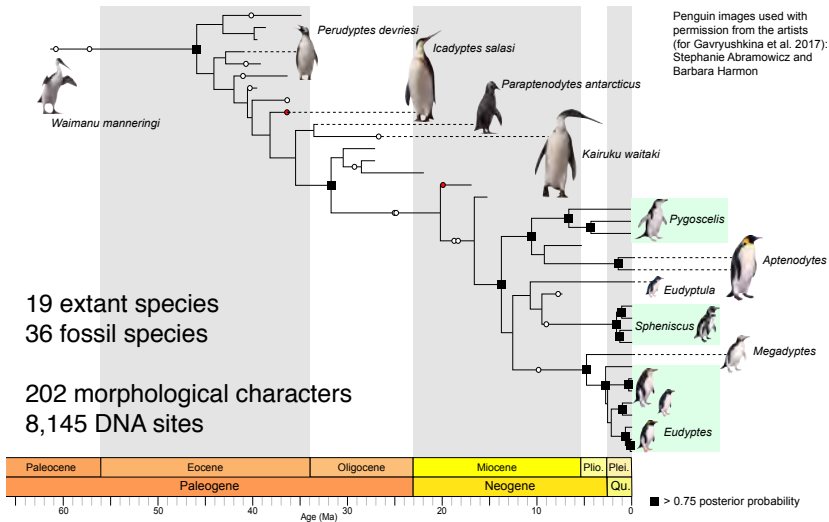 Penguin images used with
permission from the artists
(for Gavryushkina et al. 2017):
Stephanie Abramowicz and
Barbara Harmon
Perudyptes devriesi
Icadyptes salasi
Paraptenodytes antarcticus
Waimanu manneringi
Kairuku waitaki
Pygoscelis
Aptenodytes
Eudyptula
Spheniscus
Megadyptes
Eudyptes
19 extant species
36 fossil species
202 morphological characters
8,145 DNA sites
Paleocene Eocene Oligocene Miocene Plio. Plei.
Paleogene Neogene Qu.
60 50 40 30 20 10 0
Age (Ma)
> 0.75 posterior probability